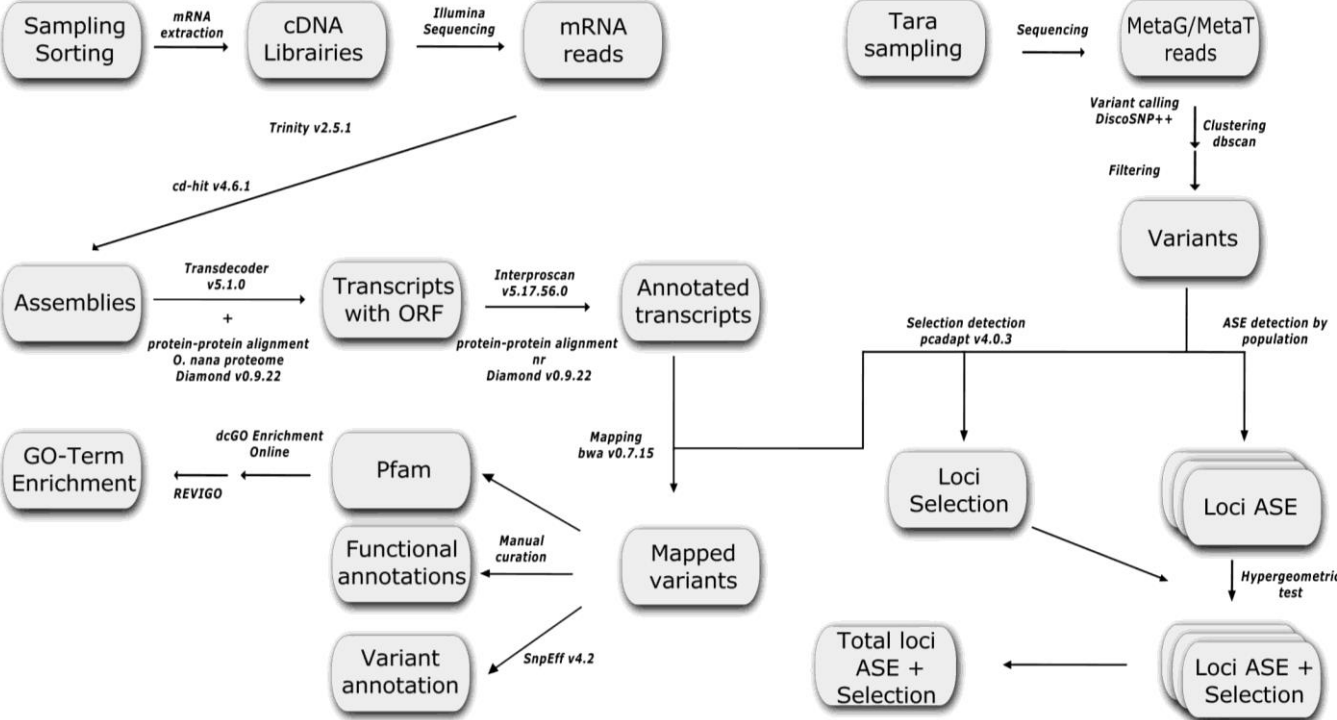 Sampling
Sorting
mRNA
extraction
cDNA
Librairies
Illumina
Sequencing
mRNA
reads
Tara
sampling
Sequencing
MetaG/MetaT
reads
Trinity v2.5.1
cd-hit v4.6.1
Variant calling
DiscoSNP++
Clustering
dbscan
Filtering
Variants
Assemblies
Transdecoder
v5.1.0
+
protein-protein alignment
O. nana proteome
Diamond v0.9.22
Transcripts
with ORF
Interproscan
v5.17.56.0
protein-protein alignment
nr
Diamond v0.9.22
Annotated
transcripts
Selection detection
pcadapt v4.0.3
ASE detection by
population
Mapping
bwa v0.7.15
GO-Term
Enrichment
dcGO Enrichment
Online
REVIGO
Pfam
Functional
annotations
Manual
curation
Mapped
variants
Variant
annotation
SnpEff v4.2
Loci
Selection
Loci ASE
Hypergeometric
test
Total loci
ASE +
Selection
Loci ASE +
Selection